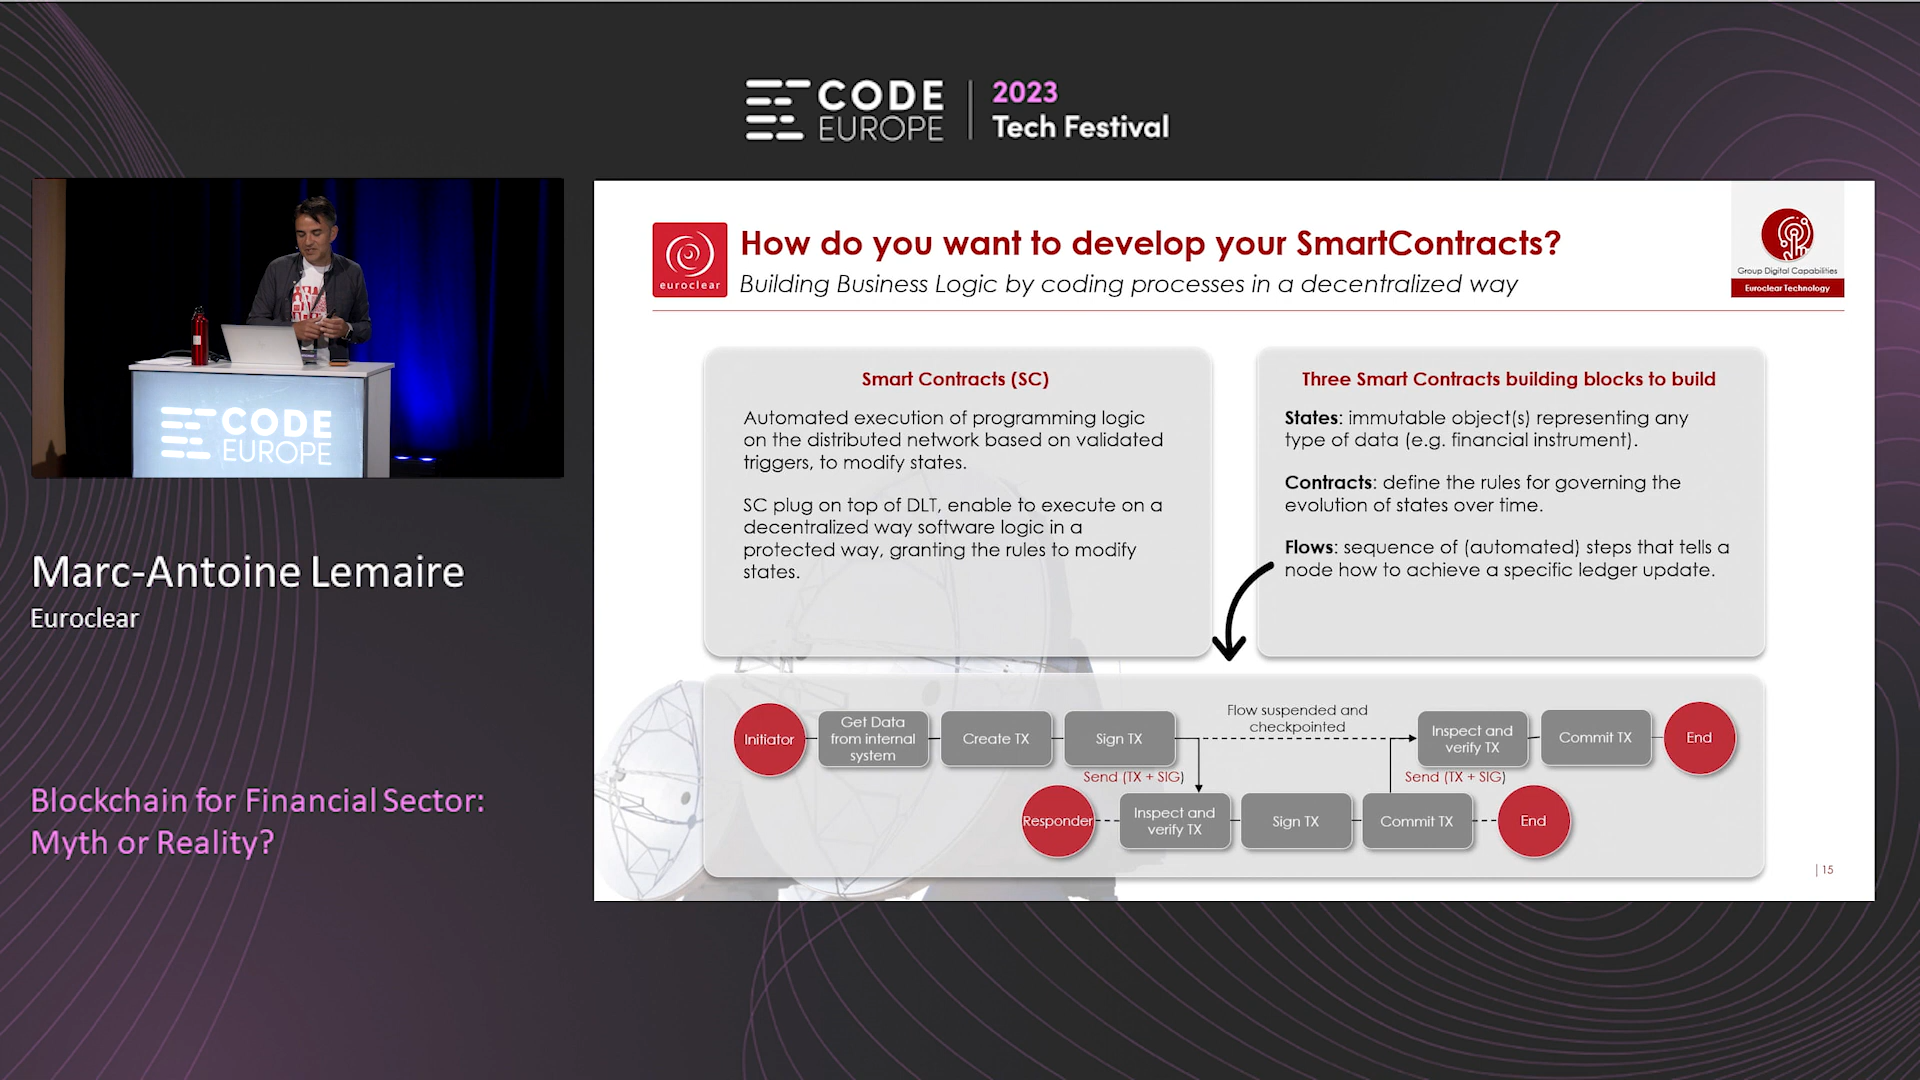 CODE
EUROPE
2023
Tech Festival
CODE
EUROPE
Marc-Antoine Lemaire
Euroclear
Blockchain for Financial Sector:
Myth or Reality?
euroclear
How do you want to develop your SmartContracts?
Building Business Logic by coding processes in a decentralized way
Group Digital Capabilities
Euroclear Technology
Smart Contracts (SC)
Automated execution of programming logic
on the distributed network based on validated
triggers, to modify states.
SC plug on top of DLT, enable to execute on a
decentralized way software logic in a
protected way, granting the rules to modify
states.
Three Smart Contracts building blocks to build
States: immutable object(s) representing any
type of data (e.g. financial instrument).
Contracts: define the rules for governing the
evolution of states over time.
Flows: sequence of (automated) steps that tells a
node how to achieve a specific ledger update.
Initiator
Get Data
from internal
system
Create TX
Sign TX
Flow suspended and
checkpointed
Inspect and
verify TX
Commit TX
End
Send (TX + SIG)
Send (TX + SIG)
Responder
Inspect and
verify TX
Sign TX
Commit TX
End
| 15